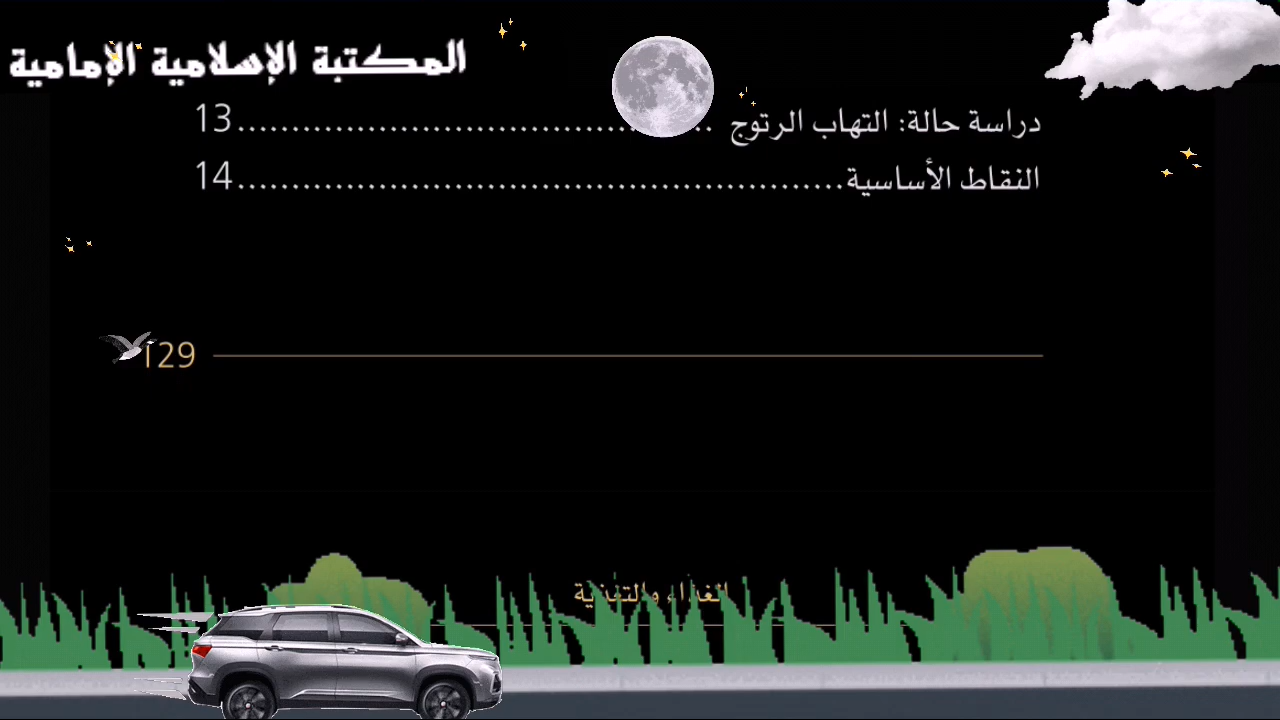 المكتبة الإسلامية الإمامية
دراسة حالة: التهاب الرتوج ........................................ 13
النقاط الأساسية........................................................ 14
129
الغذاء والتغذية